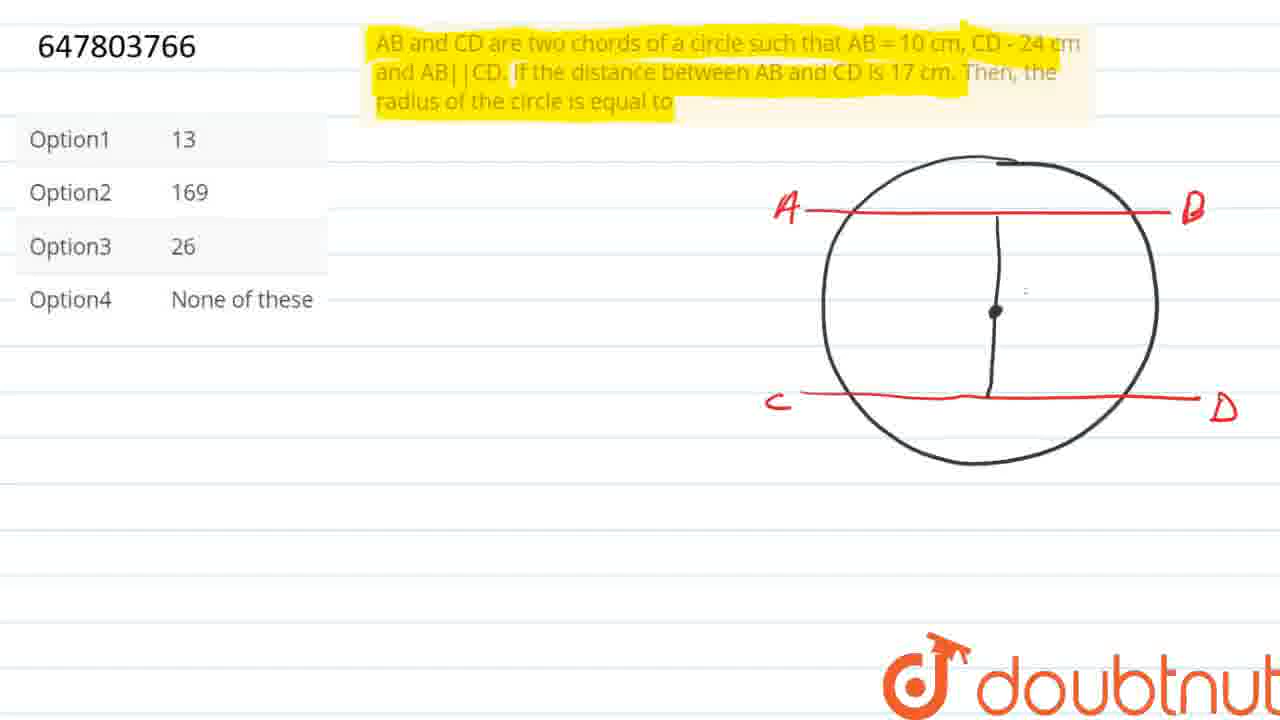 647803766
AB and CD are two chords of a circle such that AB = 10 cm, CD - 24 cm
and AB||CD. If the distance between AB and CD is 17 cm. Then, the
radius of the circle is equal to
Option1 13
Option2 169
Option3 26
Option4 None of these
A B
C D
doubtnut